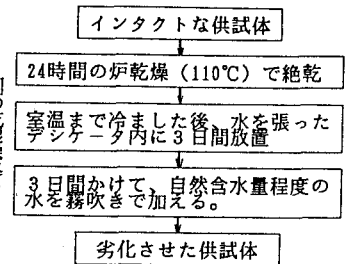 インタクトな供試体
24時間の炉乾燥(110℃)で絶乾
室温まで冷ました後、水を張った
デシケータ内に3日間放置
3日間かけて、自然含水量程度の
水を霧吹きで加える。
劣化させた供試体